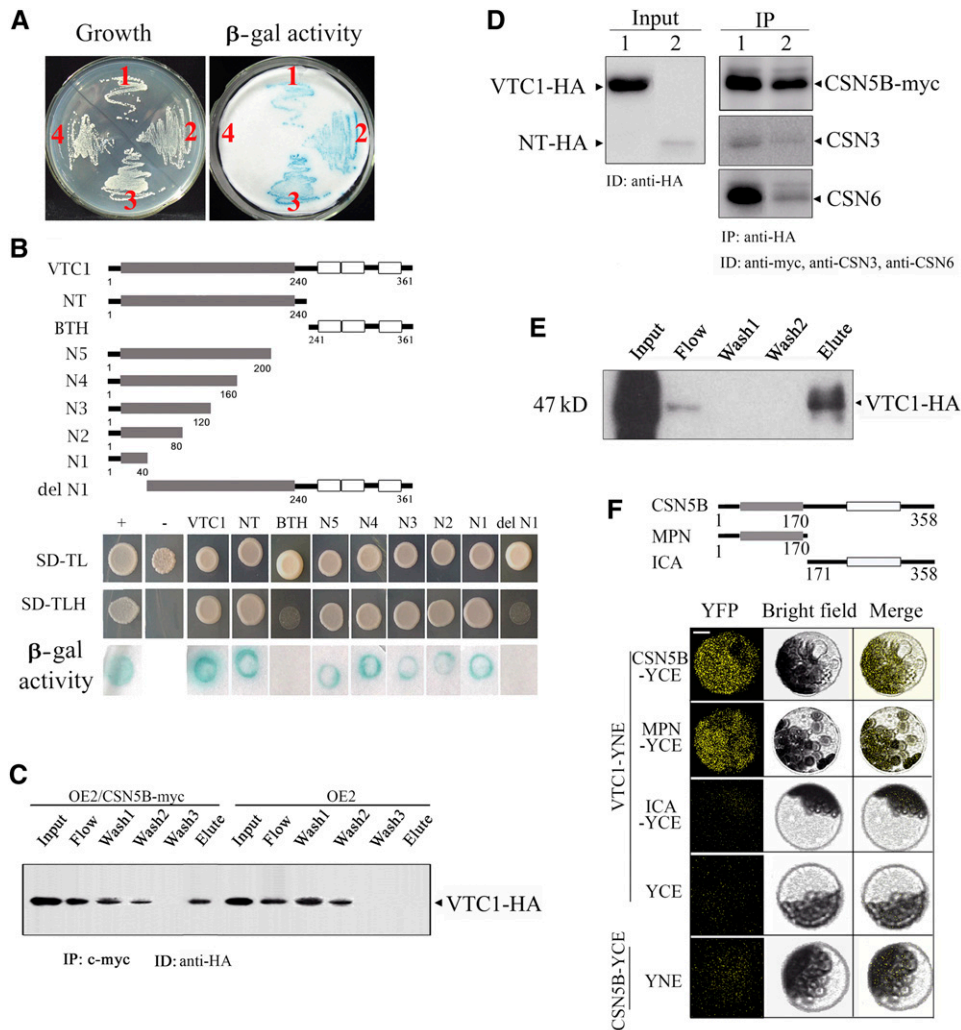 A
Growth
β-gal activity
1
2
3
4
1
2
3
4
B
VTC1
1
240
361
NT
1
240
BTH
241
361
N5
1
200
N4
1
160
N3
1
120
N2
1
80
N1
1
40
del N1
240
361
+ - VTC1 NT BTH N5 N4 N3 N2 N1 del N1
SD-TL
SD-TLH
β-gal
activity
C
OE2/CSN5B-myc OE2
Input Flow Wash1 Wash2 Wash3 Elute Input Flow Wash1 Wash2 Wash3 Elute
VTC1-HA
IP: c-myc ID: anti-HA
D
Input IP
1 2 1 2
VTC1-HA
NT-HA
ID: anti-HA
CSN5B-myc
CSN3
CSN6
IP: anti-HA
ID: anti-myc, anti-CSN3, anti-CSN6
E
Input Flow Wash1 Wash2 Elute
47 kD
VTC1-HA
F
CSN5B
1 170 358
MPN
1 170
ICA
171 358
YFP Bright field Merge
VTC1-YNE
CSN5B
-YCE
MPN
-YCE
ICA
-YCE
YCE
CSN5B-YCE
YNE